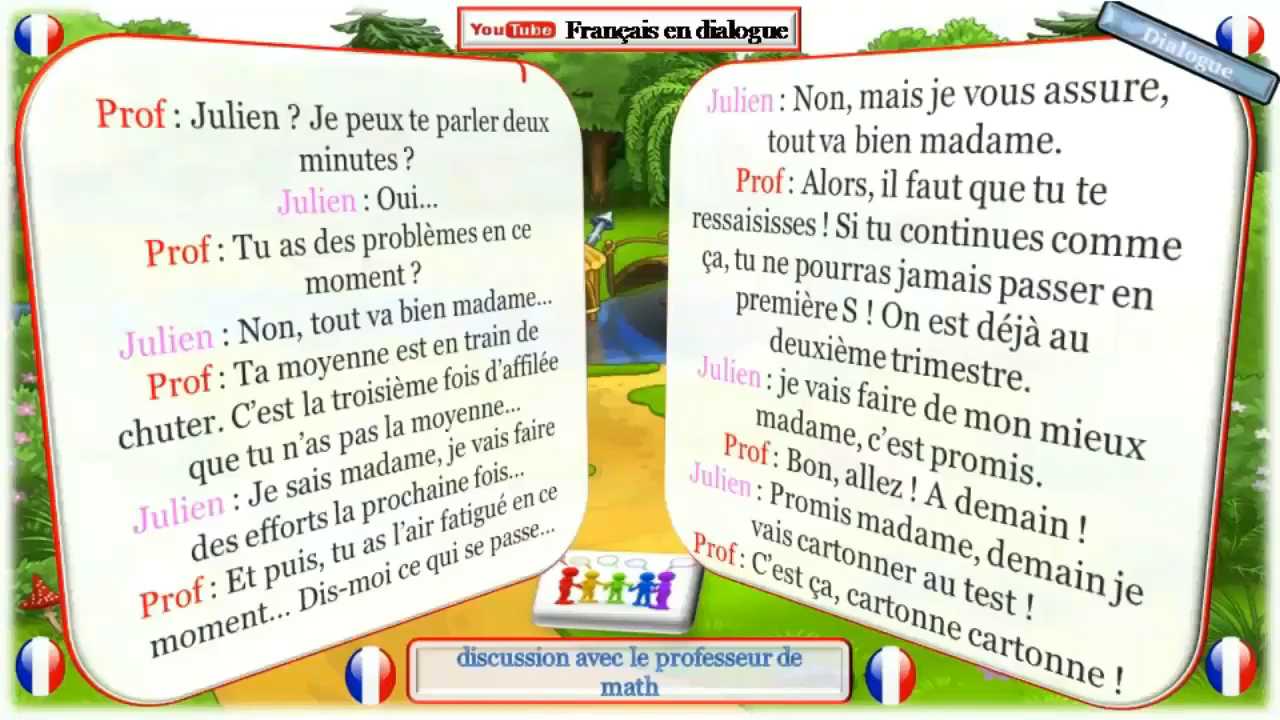 YouTube Français en dialogue
Dialogue
Prof : Julien ? Je peux te parler deux
minutes ?
Julien : Oui...
Prof : Tu as des problèmes en ce
moment ?
Julien : Non, tout va bien madame...
Prof : Ta moyenne est en train de
chuter. C'est la troisième fois d'affilée
que tu n'as pas la moyenne...
Julien : Je sais madame, je vais faire
des efforts la prochaine fois...
Prof : Et puis, tu as l'air fatigué en ce
moment... Dis-moi ce qui se passe...
Julien : Non, mais je vous assure,
tout va bien madame.
Prof : Alors, il faut que tu te
ressaisisses ! Si tu continues comme
ça, tu ne pourras jamais passer en
première S ! On est déjà au
deuxième trimestre.
Julien : je vais faire de mon mieux
madame, c'est promis.
Prof : Bon, allez ! A demain !
Julien : Promis madame, demain je
vais cartonner au test !
Prof : C'est ça, cartonne cartonne !
discussion avec le professeur de
math